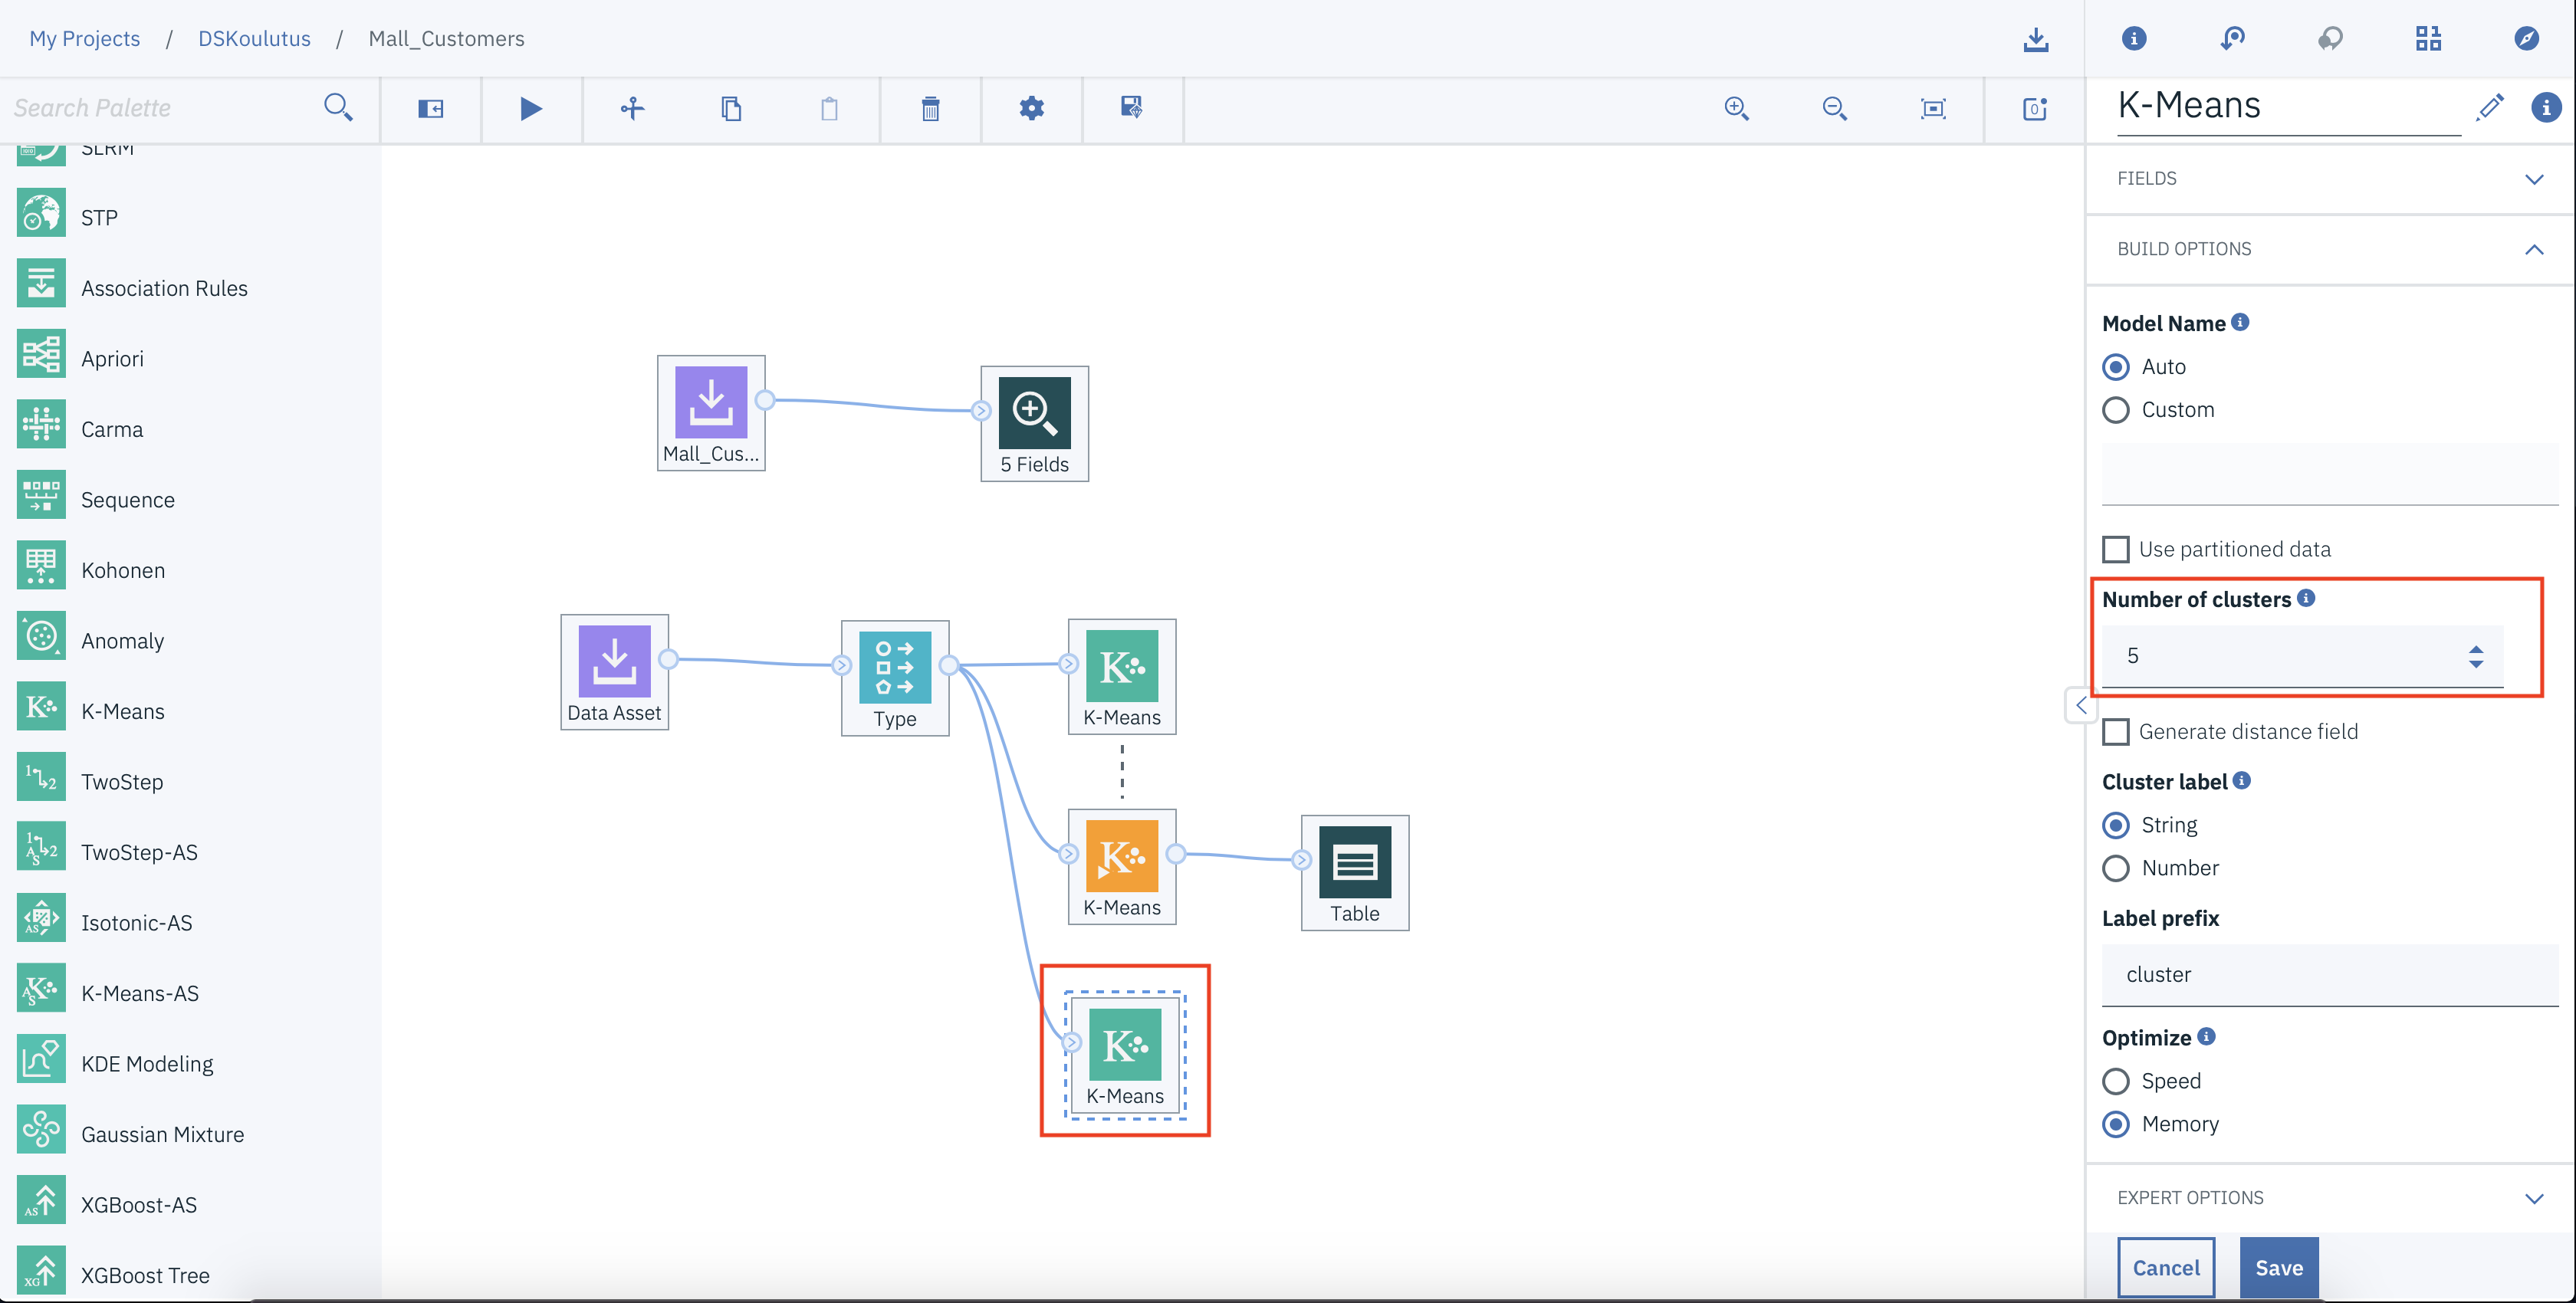 My Projects / DSKoulutus / Mall_Customers
Search Palette
SLRM
STP
Association Rules
Apriori
Carma
Sequence
Kohonen
Anomaly
K-Means
TwoStep
TwoStep-AS
Isotonic-AS
K-Means-AS
KDE Modeling
Gaussian Mixture
XGBoost-AS
XGBoost Tree
Mall_Cus...
5 Fields
Data Asset
Type
K-Means
K-Means
Table
K-Means
K-Means
FIELDS
BUILD OPTIONS
Model Name
Auto
Custom
Use partitioned data
Number of clusters
5
Generate distance field
Cluster label
String
Number
Label prefix
cluster
Optimize
Speed
Memory
EXPERT OPTIONS
Cancel Save